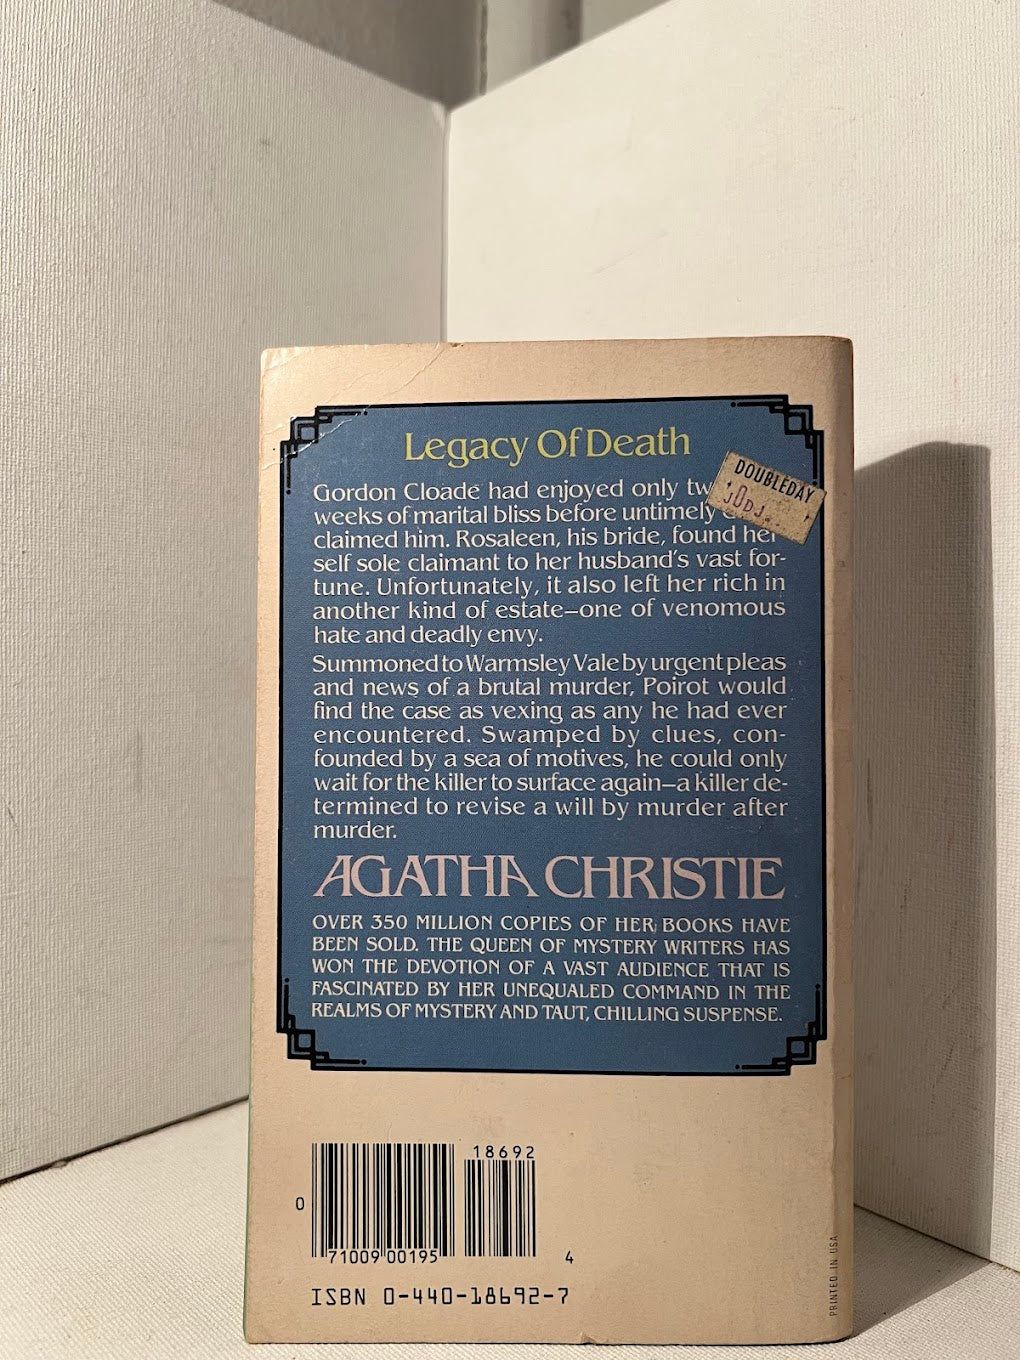 Legacy Of Death
DOUBLEDAY
Gordon Cloade had enjoyed only
weeks of marital bliss before untimely
claimed him. Rosaleen, his bride, found her
self sole claimant to her husband's vast for-
tune. Unfortunately, it also left her rich in
another kind of estate—one of venomous
hate and deadly envy.
Summoned to Warmsley Vale by urgent pleas
and news of a brutal murder, Poirot would
find the case as vexing as any he had ever
encountered. Swamped by clues, con-
founded by a sea of motives, he could only
wait for the killer to surface again—a killer de-
termined to revise a will by murder after
murder.
AGATHA CHRISTIE
OVER 350 MILLION COPIES OF HER BOOKS HAVE
BEEN SOLD. THE QUEEN OF MYSTERY WRITERS HAS
WON THE DEVOTION OF A VAST AUDIENCE THAT IS
FASCINATED BY HER UNEQUALED COMMAND IN THE
REALMS OF MYSTERY AND TAUT, CHILLING SUSPENSE.
18692
0
71009 00195
4
ISBN 0-440-18692-7
PRINTED IN USA